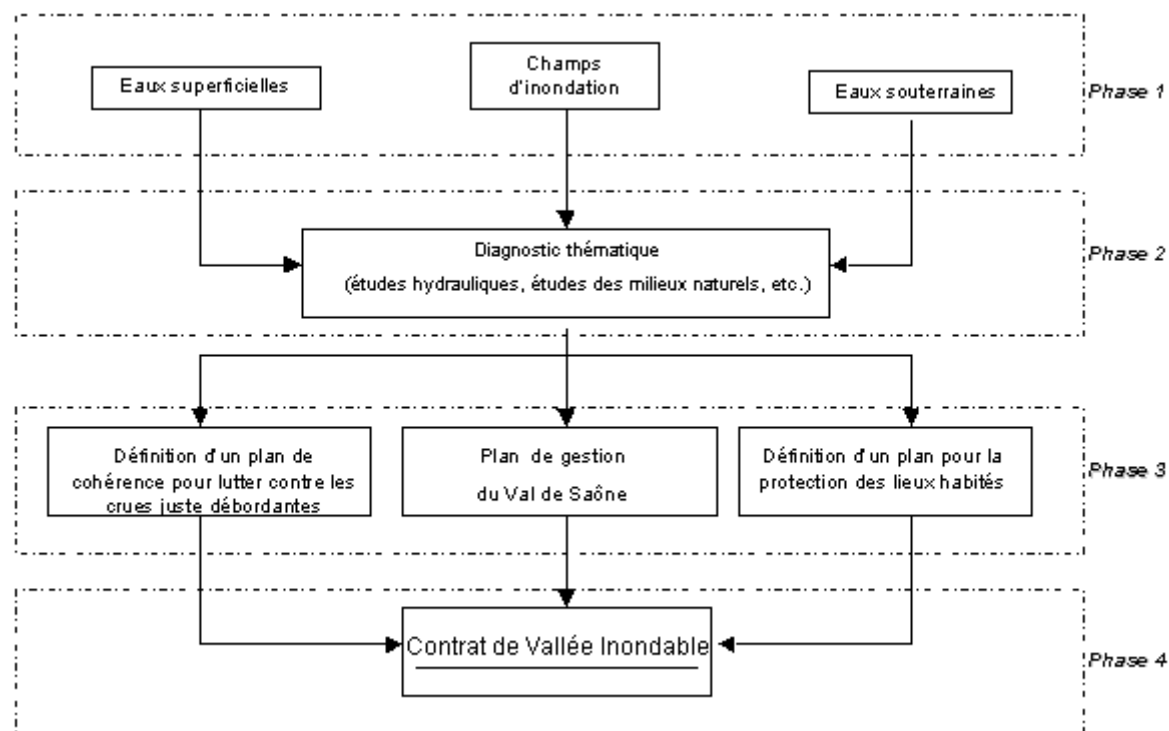 Champs
d'inondation
Eaux superficielles
Eaux souterraines
Phase 1
Diagnostic thématique
(études hydrauliques, études des milieux naturels, etc.)
Phase 2
Définition d'un plan de
cohérence pour lutter contre les
crues juste débordantes
Plan de gestion
du Val de Saône
Définition d'un plan pour la
protection des lieux habités
Phase 3
Contrat de Vallée Inondable
Phase 4